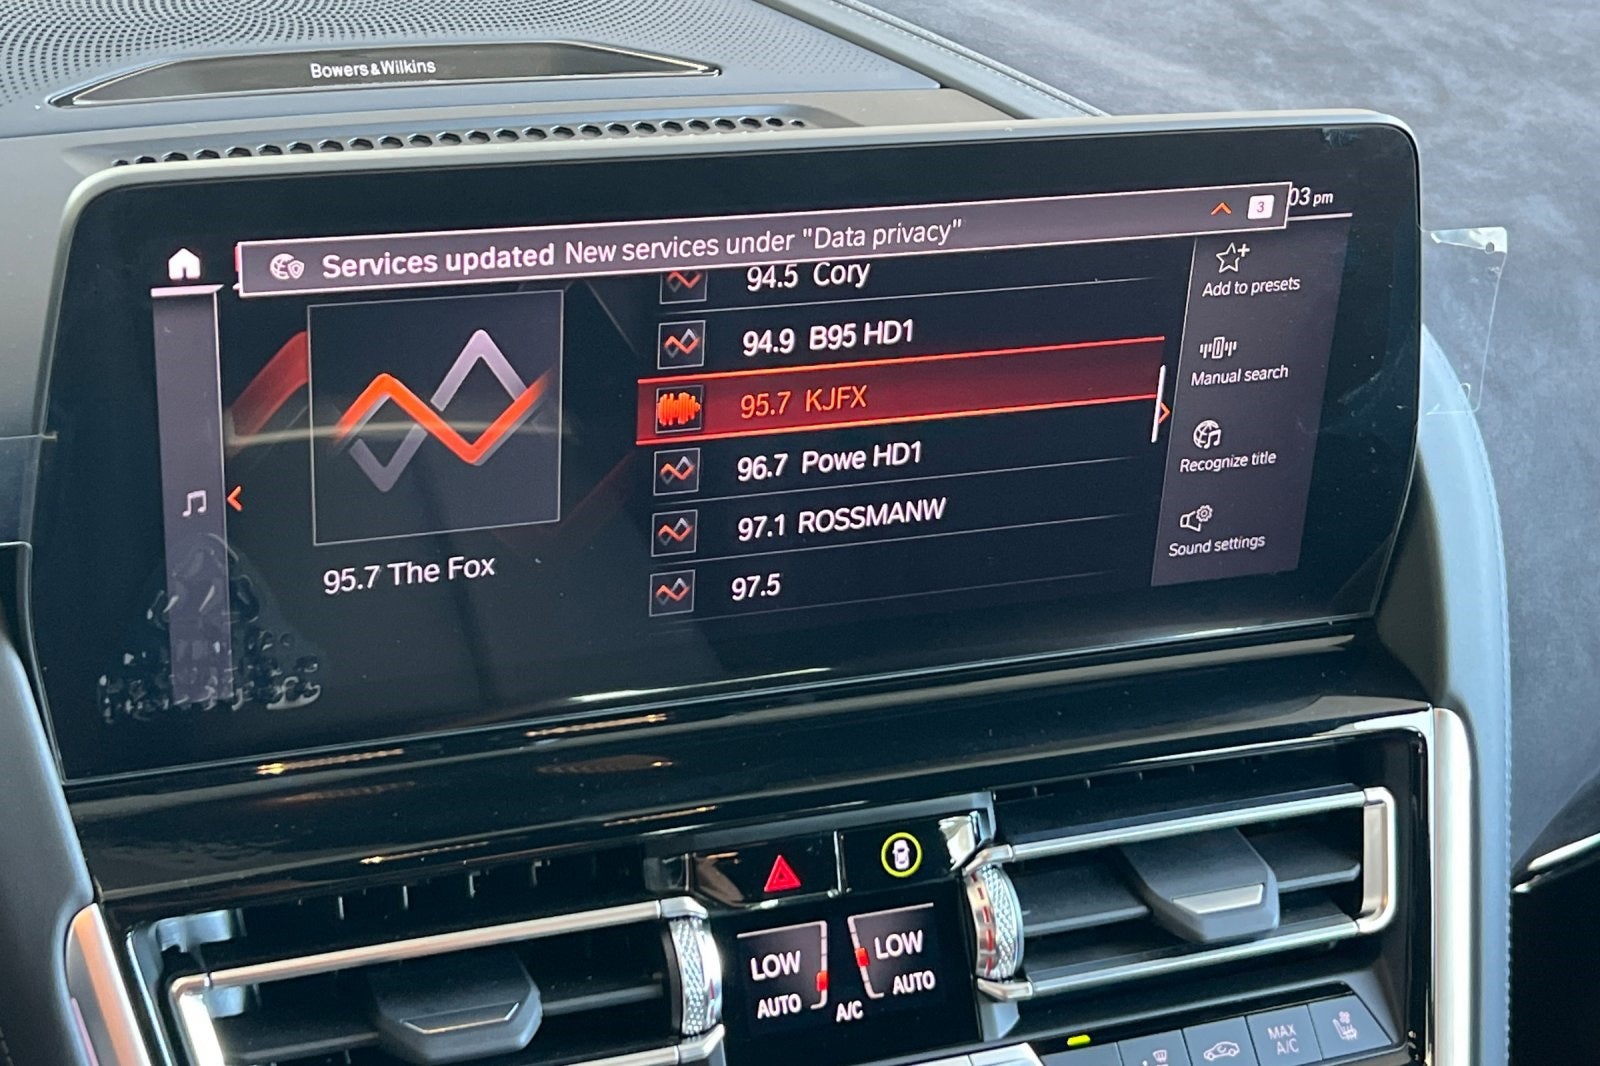 Bowers & Wilkins
03 pm
Services updated New services under "Data privacy"
3
94.5 Cory
94.9 B95 HD1
95.7 KJFX
96.7 Powe HD1
97.1 ROSSMANW
97.5
95.7 The Fox
Add to presets
Manual search
Recognize title
Sound settings
LOW
AUTO
A/C
LOW
AUTO
MAX
A/C